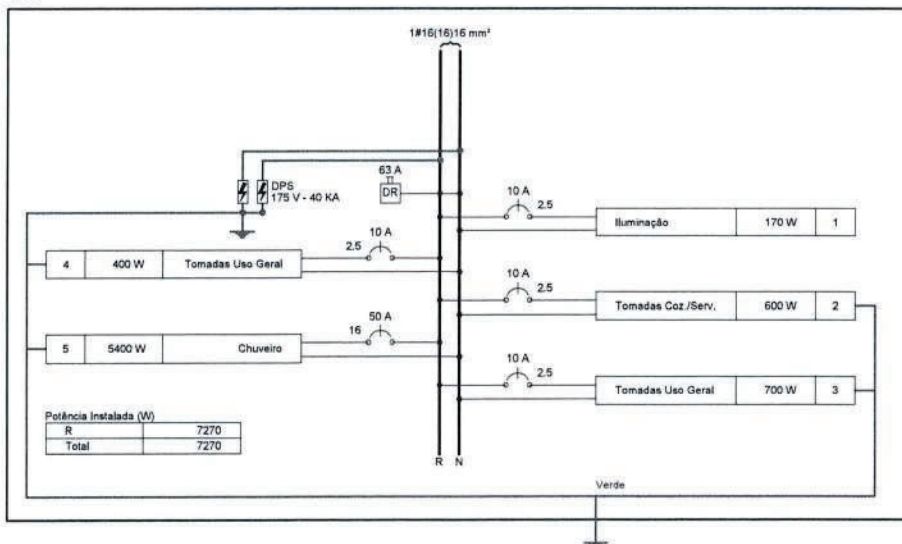 1#16(16)16 mm²
DPS
175 V - 40 KA
63 A
DR
10 A
2.5
Iluminação 170 W 1
10 A
2.5
4 400 W Tomadas Uso Geral
10 A
2.5
Tomadas Coz./Serv. 600 W 2
50 A
16
5 5400 W Chuveiro
10 A
2.5
Tomadas Uso Geral 700 W 3
Potência Instalada (W)
R 7270
Total 7270
R N
Verde